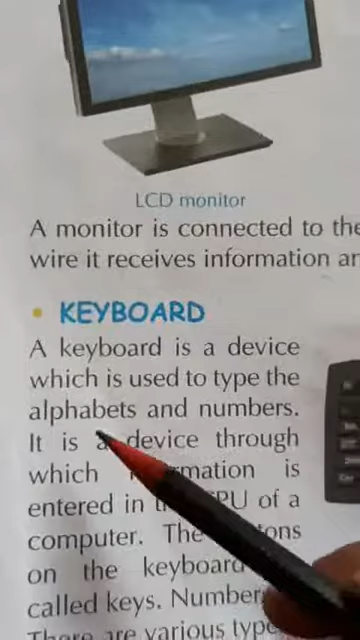 LCD monitor
A monitor is connected to the
wire it receives information
• KEYBOARD
A keyboard is a device
which is used to type the
alphabets and numbers.
It is a device through
which is
entered in CPU of a
computer. The
on the keyboard
called keys.
There are various